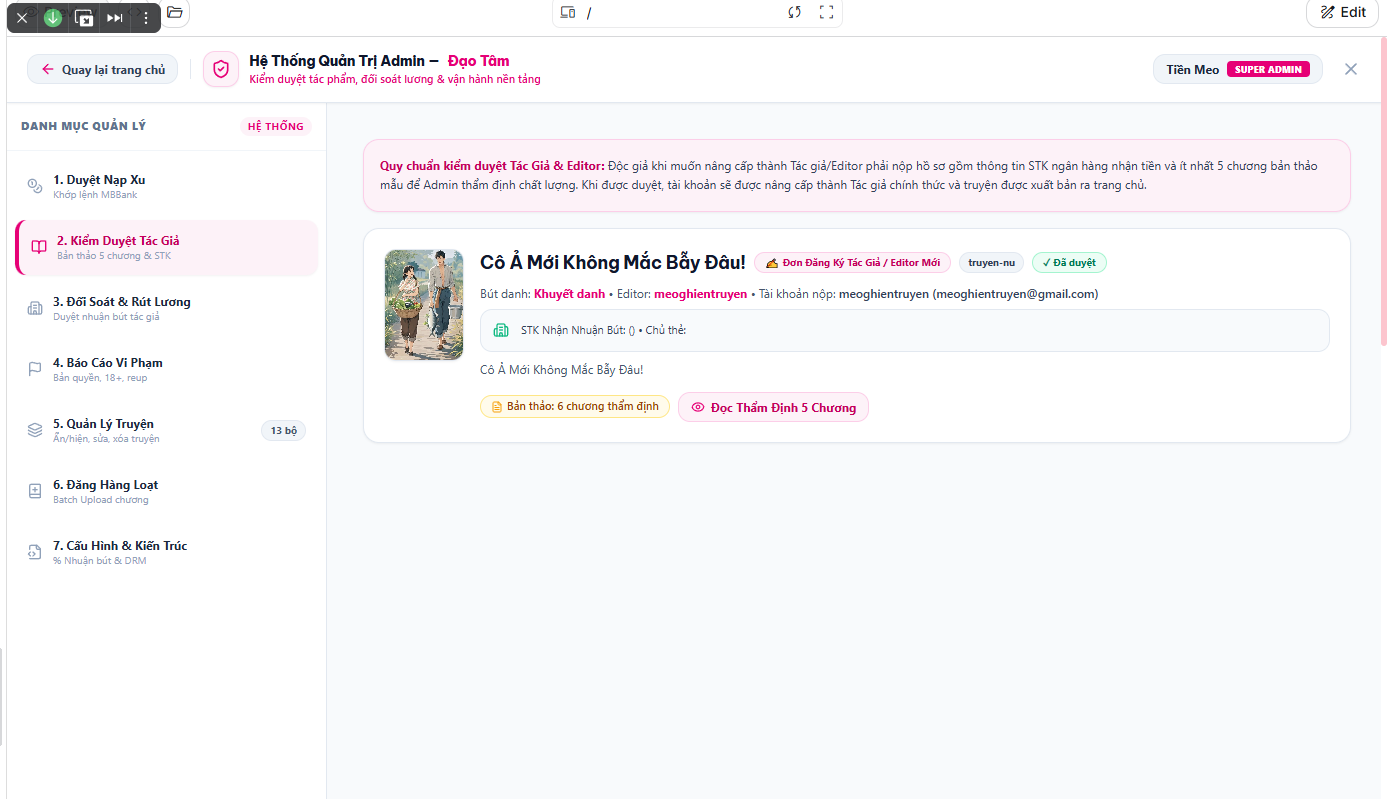 /
Edit
Quay lại trang chủ
Hệ Thống Quản Trị Admin – Đạo Tâm
Kiểm duyệt tác phẩm, đối soát lương & vận hành nền tảng
Tiền Meo SUPER ADMIN
DANH MỤC QUẢN LÝ HỆ THỐNG
1. Duyệt Nạp Xu
Khớp lệnh MBBank
2. Kiểm Duyệt Tác Giả
Bản thảo 5 chương & STK
3. Đối Soát & Rút Lương
Duyệt nhuận bút tác giả
4. Báo Cáo Vi Phạm
Bản quyền, 18+, reup
5. Quản Lý Truyện
Ẩn/hiện, sửa, xóa truyện
13 bộ
6. Đăng Hàng Loạt
Batch Upload chương
7. Cấu Hình & Kiến Trúc
% Nhuận bút & DRM
Quy chuẩn kiểm duyệt Tác Giả & Editor: Độc giả khi muốn nâng cấp thành Tác giả/Editor phải nộp hồ sơ gồm thông tin STK ngân hàng nhận tiền và ít nhất 5 chương bản thảo
mẫu để Admin thẩm định chất lượng. Khi được duyệt, tài khoản sẽ được nâng cấp thành Tác giả chính thức và truyện được xuất bản ra trang chủ.
Cô Ả Mới Không Mắc Bẫy Đâu! ✍️ Đơn Đăng Ký Tác Giả / Editor Mới truyen-nu ✓ Đã duyệt
Bút danh: Khuyết danh • Editor: meoghientruyen • Tài khoản nộp: meoghientruyen (meoghientruyen@gmail.com)
STK Nhận Nhuận Bút: () • Chủ thẻ:
Cô Ả Mới Không Mắc Bẫy Đâu!
Bản thảo: 6 chương thẩm định
Đọc Thẩm Định 5 Chương